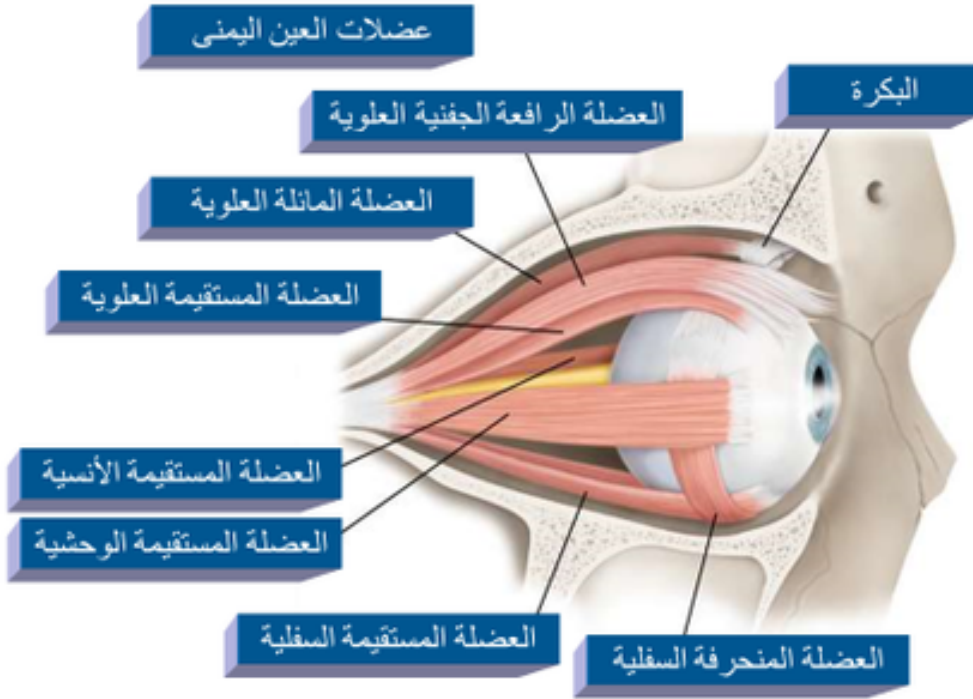 عضلات العين اليمنى
البكرة
العضلة الرافعة الجفنية العلوية
العضلة المائلة العلوية
العضلة المستقيمة العلوية
العضلة المستقيمة الأنسية
العضلة المستقيمة الوحشية
العضلة المستقيمة السفلية
العضلة المنحرفة السفلية